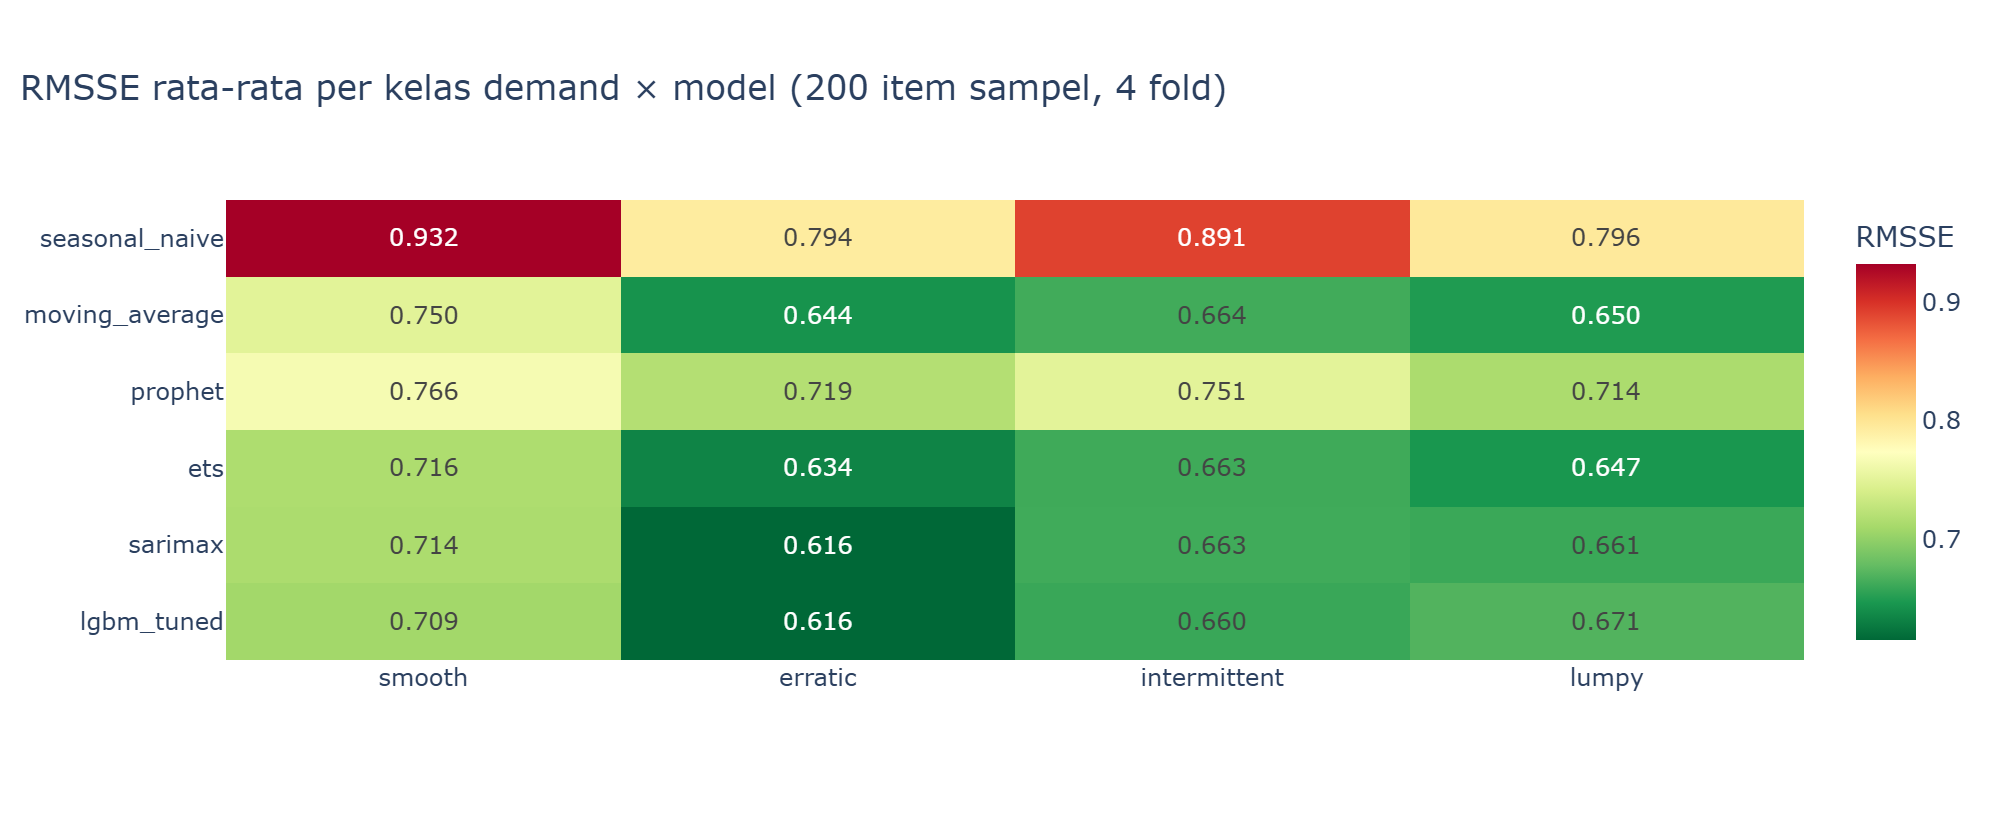 RMSSE rata-rata per kelas demand × model (200 item sampel, 4 fold)
seasonal_naive 0.932 0.794 0.891 0.796
moving_average 0.750 0.644 0.664 0.650
prophet 0.766 0.719 0.751 0.714
ets 0.716 0.634 0.663 0.647
sarimax 0.714 0.616 0.663 0.661
lgbm_tuned 0.709 0.616 0.660 0.671
smooth erratic intermittent lumpy
RMSSE
0.9
0.8
0.7